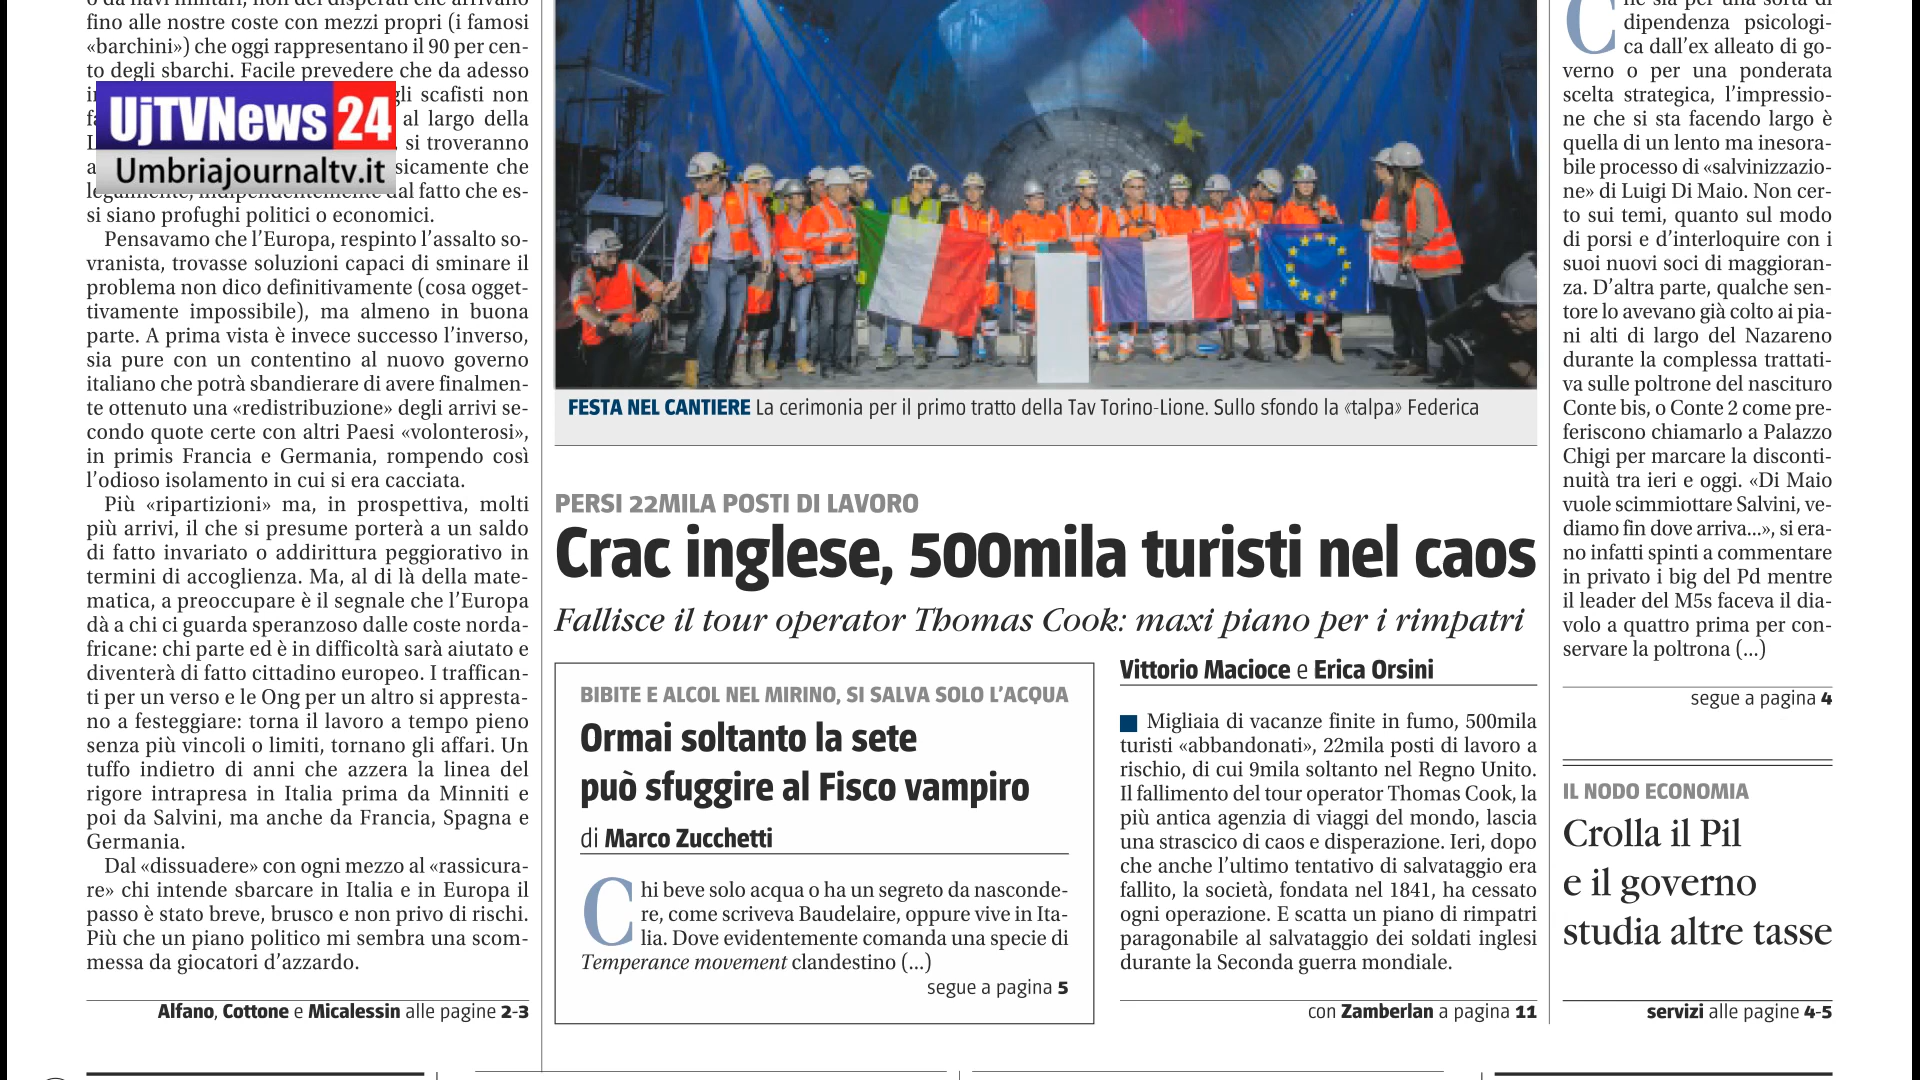 o da navi militari, non dei disperati che arrivano
fino alle nostre coste con mezzi propri (i famosi
«barchini») che oggi rappresentano il 90 per cen-
to degli sbarchi. Facile prevedere che da adesso
gli scafisti non
al largo della
si troveranno
sicamente che
legalmente, indipendentemente dal fatto che es-
si siano profughi politici o economici.
Pensavamo che l'Europa, respinto l'assalto so-
vranista, trovasse soluzioni capaci di sminare il
problema non dico definitivamente (cosa ogget-
tivamente impossibile), ma almeno in buona
parte. A prima vista è invece successo l'inverso,
sia pure con un contentino al nuovo governo
italiano che potrà sbandierare di avere finalmen-
te ottenuto una «redistribuzione» degli arrivi se-
condo quote certe con altri Paesi «volonterosi»,
in primis Francia e Germania, rompendo così
l'odioso isolamento in cui si era cacciata.
Più «ripartizioni» ma, in prospettiva, molti
più arrivi, il che si presume porterà a un saldo
di fatto invariato o addirittura peggiorativo in
termini di accoglienza. Ma, al di là della mate-
matica, a preoccupare è il segnale che l'Europa
dà a chi ci guarda speranzoso dalle coste norda-
fricane: chi parte ed è in difficoltà sarà aiutato e
diventerà di fatto cittadino europeo. I traffican-
ti per un verso e le Ong per un altro si appresta-
no a festeggiare: torna il lavoro a tempo pieno
senza più vincoli o limiti, tornano gli affari. Un
tuffo indietro di anni che azzera la linea del
rigore intrapresa in Italia prima da Minniti e
poi da Salvini, ma anche da Francia, Spagna e
Germania.
Dal «dissuadere» con ogni mezzo al «rassicura-
re» chi intende sbarcare in Italia e in Europa il
passo è stato breve, brusco e non privo di rischi.
Più che un piano politico mi sembra una scom-
messa da giocatori d'azzardo.
Alfano, Cottone e Micalessin alle pagine 2-3
UjTVNews 24
Umbriajournaltv.it
FESTA NEL CANTIERE La cerimonia per il primo tratto della Tav Torino-Lione. Sullo sfondo la «talpa» Federica
PERSI 22MILA POSTI DI LAVORO
Crac inglese, 500mila turisti nel caos
Fallisce il tour operator Thomas Cook: maxi piano per i rimpatri
BIBITE E ALCOL NEL MIRINO, SI SALVA SOLO L'ACQUA
Ormai soltanto la sete
può sfuggire al Fisco vampiro
di Marco Zucchetti
Chi beve solo acqua o ha un segreto da nasconde-
re, come scriveva Baudelaire, oppure vive in Ita-
lia. Dove evidentemente comanda una specie di
Temperance movement clandestino (...)
segue a pagina 5
Vittorio Macioce e Erica Orsini
Migliaia di vacanze finite in fumo, 500mila
turisti «abbandonati», 22mila posti di lavoro a
rischio, di cui 9mila soltanto nel Regno Unito.
Il fallimento del tour operator Thomas Cook, la
più antica agenzia di viaggi del mondo, lascia
una strascico di caos e disperazione. Ieri, dopo
che anche l'ultimo tentativo di salvataggio era
fallito, la società, fondata nel 1841, ha cessato
ogni operazione. E scatta un piano di rimpatri
paragonabile al salvataggio dei soldati inglesi
durante la Seconda guerra mondiale.
con Zamberlan a pagina 11
Che sia per una sorta di
dipendenza psicologi-
ca dall'ex alleato di go-
verno o per una ponderata
scelta strategica, l'impressio-
ne che si sta facendo largo è
quella di un lento ma inesora-
bile processo di «salvinizzazio-
ne» di Luigi Di Maio. Non cer-
to sui temi, quanto sul modo
di porsi e d'interloquire con i
suoi nuovi soci di maggioran-
za. D'altra parte, qualche sen-
tore lo avevano già colto ai pia-
ni alti di largo del Nazareno
durante la complessa trattati-
va sulle poltrone del nascituro
Conte bis, o Conte 2 come pre-
feriscono chiamarlo a Palazzo
Chigi per marcare la disconti-
nuità tra ieri e oggi. «Di Maio
vuole scimmiottare Salvini, ve-
diamo fin dove arriva...», si era-
no infatti spinti a commentare
in privato i big del Pd mentre
il leader del M5s faceva il dia-
volo a quattro prima per con-
servare la poltrona (...)
segue a pagina 4
IL NODO ECONOMIA
Crolla il Pil
e il governo
studia altre tasse
servizi alle pagine 4-5